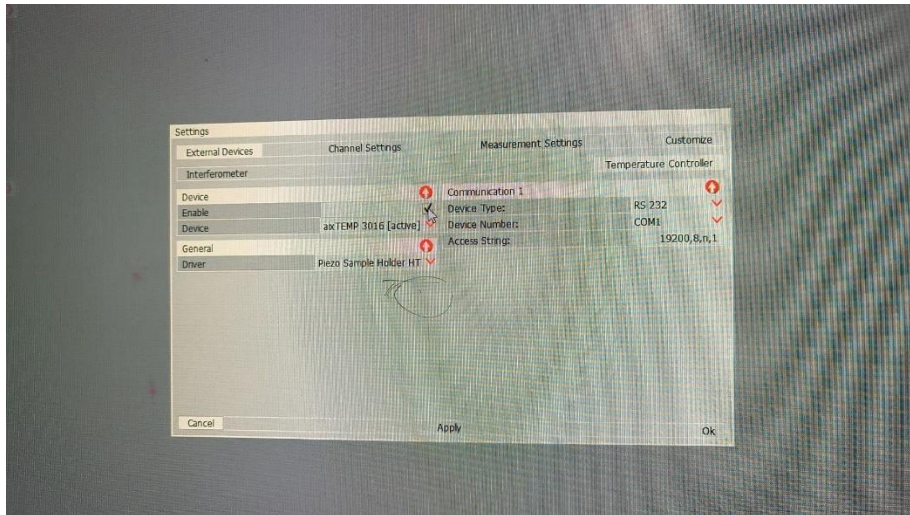 Settings
External Devices Channel Settings Measurement Settings Customize
Interferometer Temperature Controller
Device Communication 1
Enable Device Type: RS 232
Device aixTEMP 3016 [active] Device Number: COM1
General Access String: 19200,8,n,1
Driver Piezo Sample Holder HT
Cancel Apply Ok